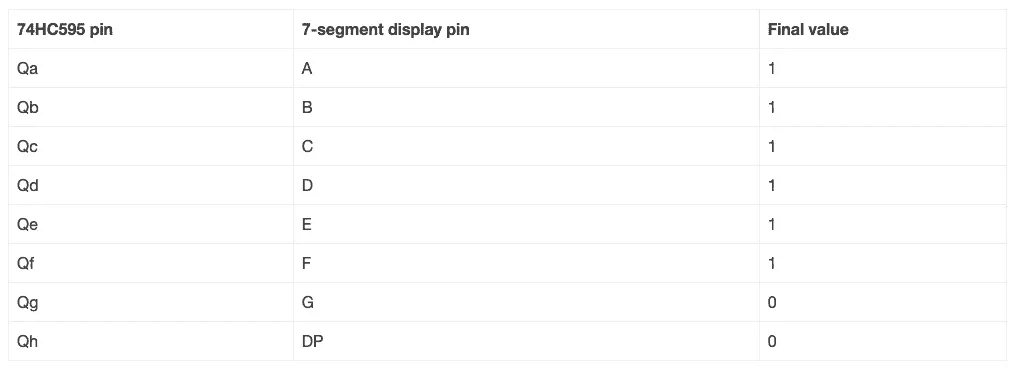 74HC595 pin 7-segment display pin Final value
Qa A 1
Qb B 1
Qc C 1
Qd D 1
Qe E 1
Qf F 1
Qg G 0
Qh DP 0